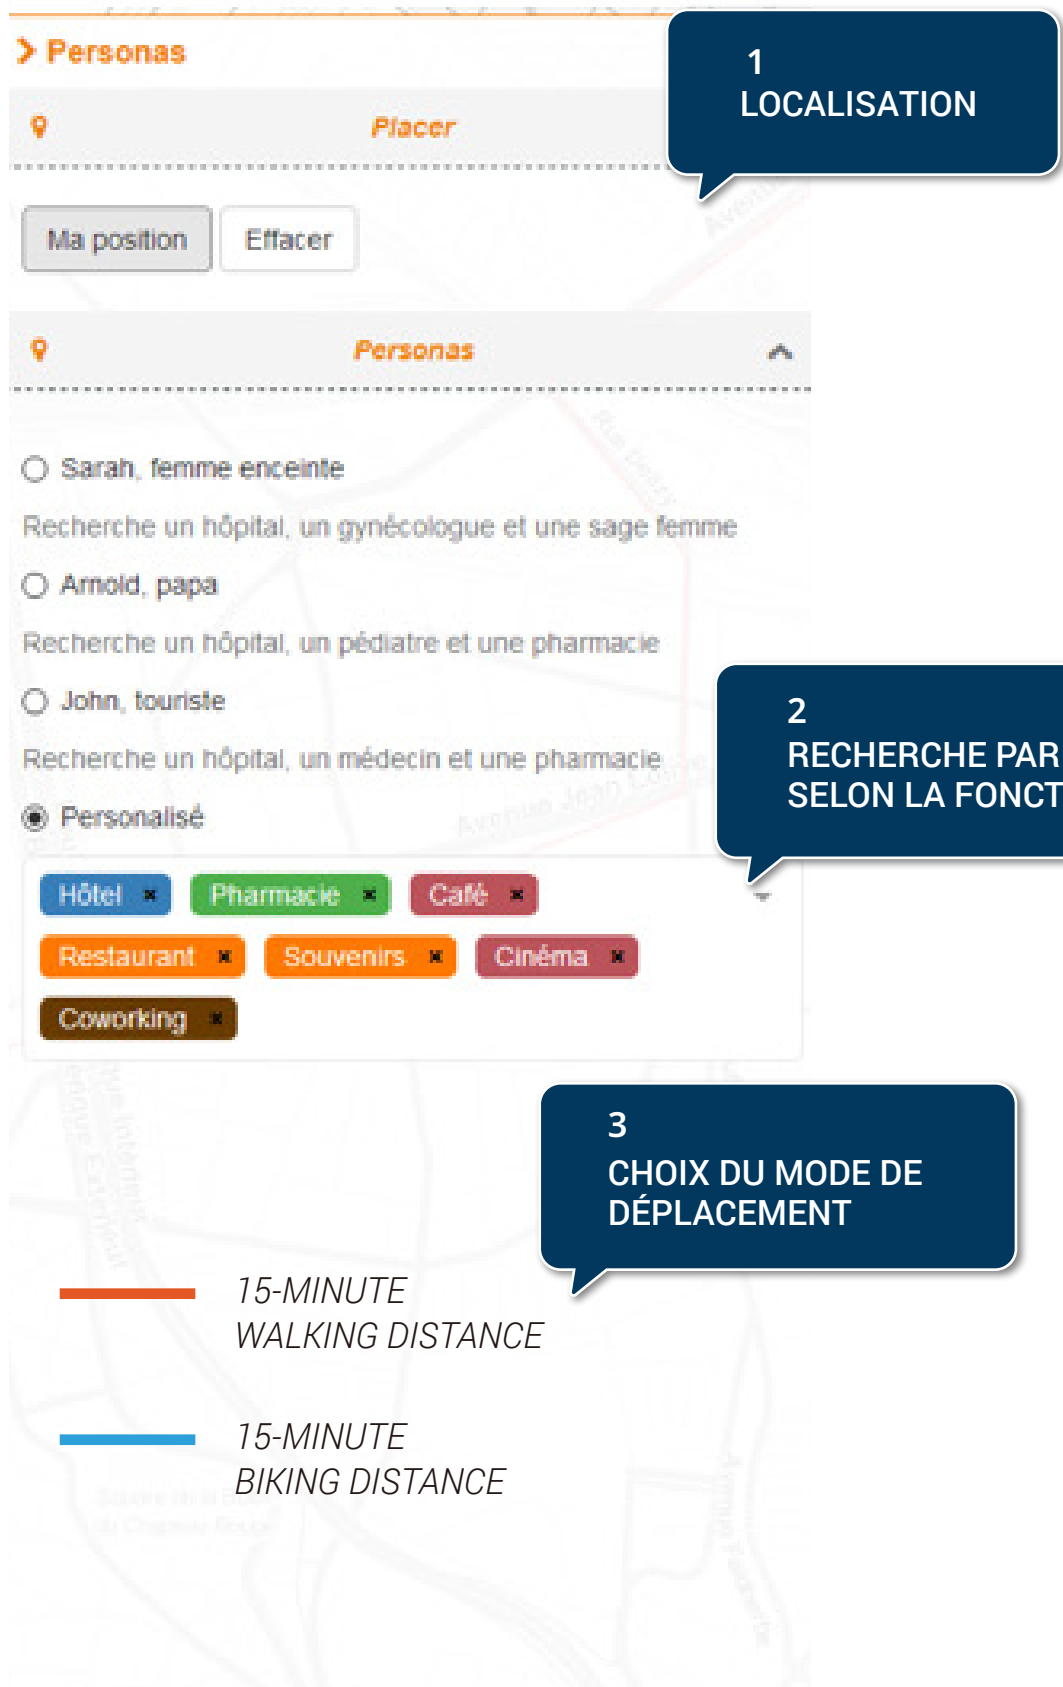 Personas
1
LOCALISATION
Placer
Ma position
Effacer
Personas
Sarah, femme enceinte
Recherche un hôpital, un gynécologue et une sage femme
Arnold, papa
Recherche un hôpital, un pédiatre et une pharmacie
John, touriste
Recherche un hôpital, un médecin et une pharmacie
Personalisé
2
RECHERCHE PAR
SELON LA FONCT
Hôtel
Pharmacie
Café
Restaurant
Souvenirs
Cinéma
Coworking
3
CHOIX DU MODE DE
DÉPLACEMENT
15-MINUTE
WALKING DISTANCE
15-MINUTE
BIKING DISTANCE